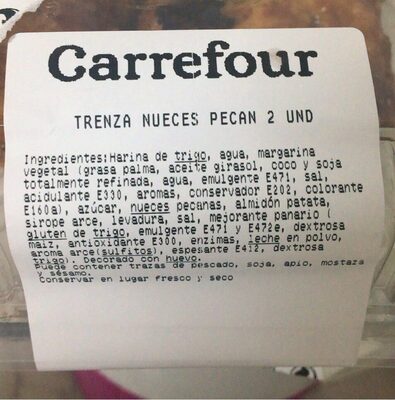 Carrefour
TRENZA NUECES PECAN 2 UND
Ingredientes:Harina de trigo, agua, margarina
vegetal (grasa palma, aceite girasol, coco y soja
totalmente refinada, agua, emulgente E471, sal,
acidulante E330, aromas, conservador E202, colorante
E160a), azúcar, nueces pecanas, almidón patata,
sirope arce, levadura, sal, mejorante panario (
gluten de trigo, emulgente E471 y E472e, dextrosa
maiz, antioxidante E300, enzimas, leche en polvo,
aroma arce(sulfitos), espesante E412, dextrosa
trigo). Decorado con huevo.
Puede contener trazas de pescado, soja, apio, mostaza
y sésamo.
Conservar en lugar fresco y seco